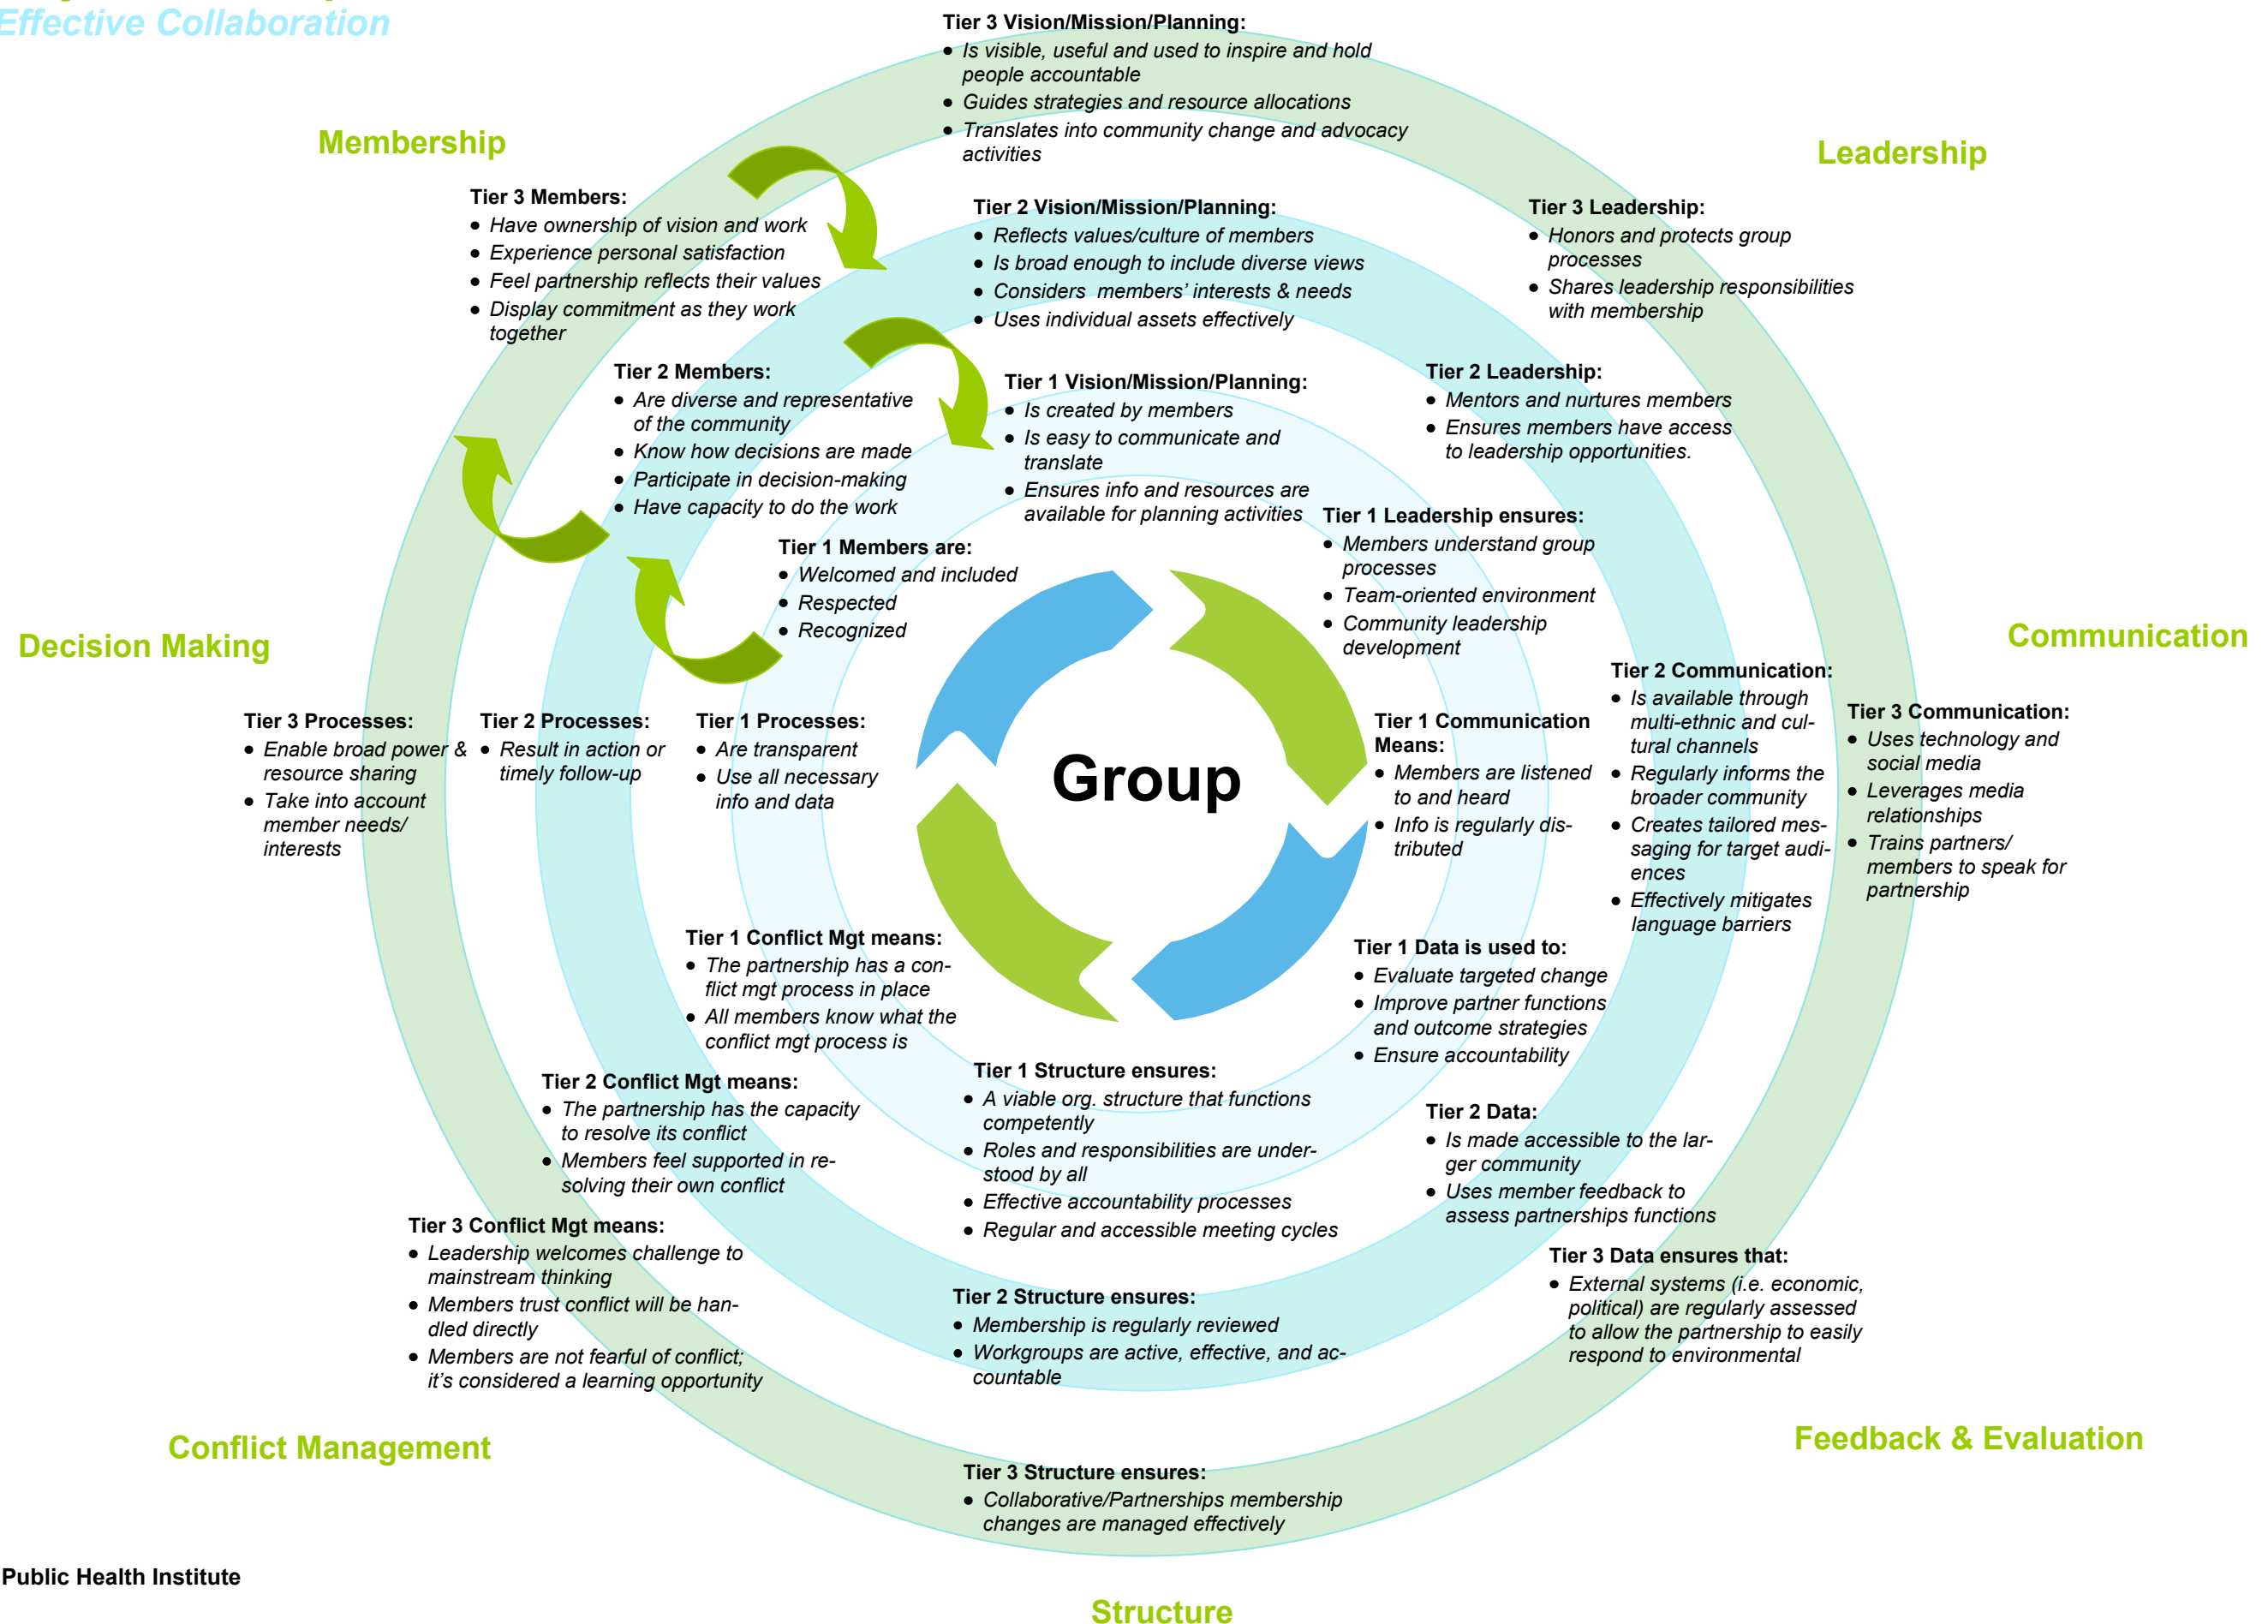 Effective Collaboration
Tier 3 Vision/Mission/Planning:
• Is visible, useful and used to inspire and hold
people accountable
• Guides strategies and resource allocations
• Translates into community change and advocacy
activities
Membership
Leadership
Tier 3 Members:
• Have ownership of vision and work
• Experience personal satisfaction
• Feel partnership reflects their values
• Display commitment as they work
together
Tier 2 Vision/Mission/Planning:
• Reflects values/culture of members
• Is broad enough to include diverse views
• Considers members' interests & needs
• Uses individual assets effectively
Tier 3 Leadership:
• Honors and protects group
processes
• Shares leadership responsibilities
with membership
Tier 2 Members:
• Are diverse and representative
of the community
• Know how decisions are made
• Participate in decision-making
• Have capacity to do the work
Tier 1 Vision/Mission/Planning:
• Is created by members
• Is easy to communicate and
translate
• Ensures info and resources are
available for planning activities
Tier 2 Leadership:
• Mentors and nurtures members
• Ensures members have access
to leadership opportunities.
Tier 1 Members are:
• Welcomed and included
• Respected
• Recognized
Tier 1 Leadership ensures:
• Members understand group
processes
• Team-oriented environment
• Community leadership
development
Decision Making
Communication
Tier 3 Processes:
• Enable broad power &
resource sharing
• Take into account
member needs/
interests
Tier 2 Processes:
• Result in action or
timely follow-up
Tier 1 Processes:
• Are transparent
• Use all necessary
info and data
Group
Tier 1 Communication
Means:
• Members are listened
to and heard
• Info is regularly dis-
tributed
Tier 2 Communication:
• Is available through
multi-ethnic and cul-
tural channels
• Regularly informs the
broader community
• Creates tailored mes-
saging for target audi-
ences
• Effectively mitigates
language barriers
Tier 3 Communication:
• Uses technology and
social media
• Leverages media
relationships
• Trains partners/
members to speak for
partnership
Tier 1 Conflict Mgt means:
• The partnership has a con-
flict mgt process in place
• All members know what the
conflict mgt process is
Tier 1 Data is used to:
• Evaluate targeted change
• Improve partner functions
and outcome strategies
• Ensure accountability
Tier 2 Conflict Mgt means:
• The partnership has the capacity
to resolve its conflict
• Members feel supported in re-
solving their own conflict
Tier 1 Structure ensures:
• A viable org. structure that functions
competently
• Roles and responsibilities are under-
stood by all
• Effective accountability processes
• Regular and accessible meeting cycles
Tier 2 Data:
• Is made accessible to the lar-
ger community
• Uses member feedback to
assess partnerships functions
Tier 3 Conflict Mgt means:
• Leadership welcomes challenge to
mainstream thinking
• Members trust conflict will be han-
dled directly
• Members are not fearful of conflict;
it's considered a learning opportunity
Tier 2 Structure ensures:
• Membership is regularly reviewed
• Workgroups are active, effective, and ac-
countable
Tier 3 Data ensures that:
• External systems (i.e. economic,
political) are regularly assessed
to allow the partnership to easily
respond to environmental
Conflict Management
Feedback & Evaluation
Tier 3 Structure ensures:
• Collaborative/Partnerships membership
changes are managed effectively
Public Health Institute
Structure